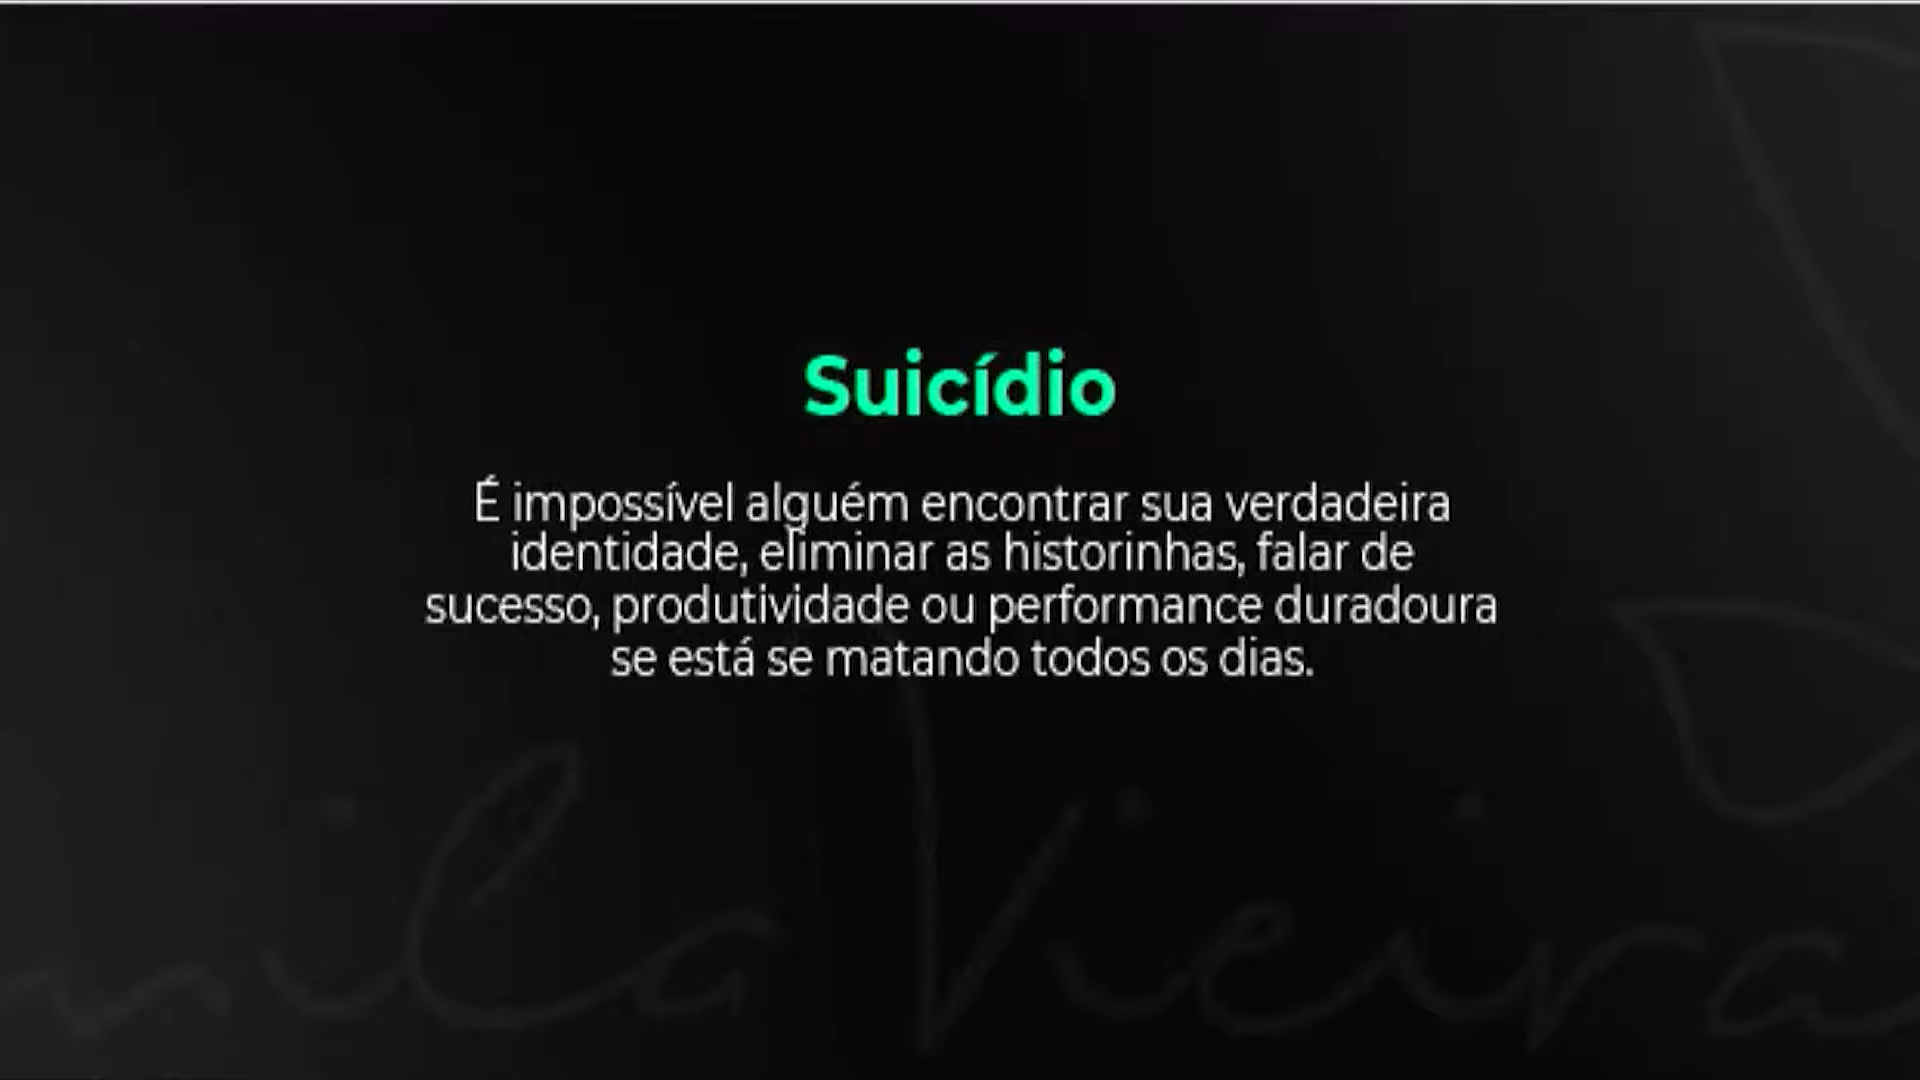 Suicídio
É impossível alguém encontrar sua verdadeira
identidade, eliminar as historinhas, falar de
sucesso, produtividade ou performance duradoura
se está se matando todos os dias.
Vieira